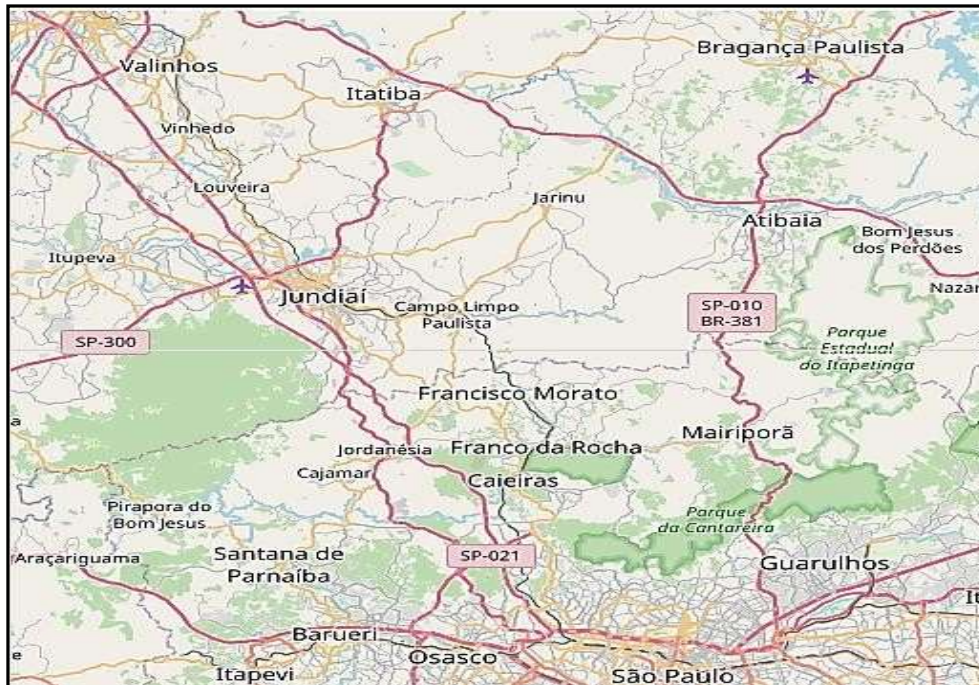 Bragança Paulista
Valinhos
Itatiba
Vinhedo
Louveira
Jarinu
Atibaia
Bom Jesus
dos Perdões
Itupeva
Nazar
Jundiaí
Campo Limpo
Paulista
SP-010
BR-381
SP-300
Parque
Estadual
do Itapetinga
Francisco Morato
a
Mairiporã
Jordanésia
Franco da Rocha
Cajamar
Caieiras
Pirapora do
Bom Jesus
Parque
da Cantareira
Araçariguama
Santana de
Parnaíba
SP-021
Guarulhos
It
Barueri
e
Osasco
Itapevi
São Paulo